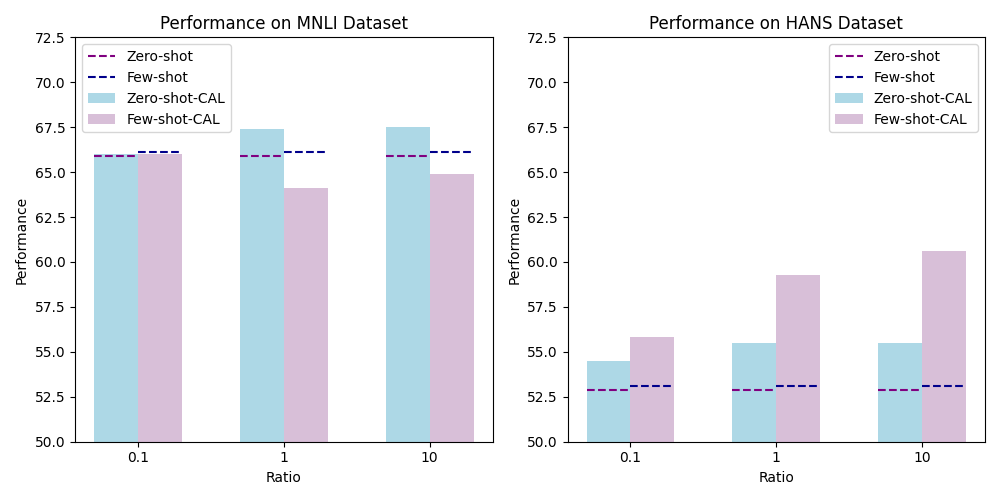 Performance on MNLI Dataset
72.5
70.0
67.5
65.0
62.5
60.0
57.5
55.0
52.5
50.0
Performance
Zero-shot
Few-shot
Zero-shot-CAL
Few-shot-CAL
0.1
1
10
Ratio
Performance on HANS Dataset
72.5
70.0
67.5
65.0
62.5
60.0
57.5
55.0
52.5
50.0
Performance
Zero-shot
Few-shot
Zero-shot-CAL
Few-shot-CAL
0.1
1
10
Ratio